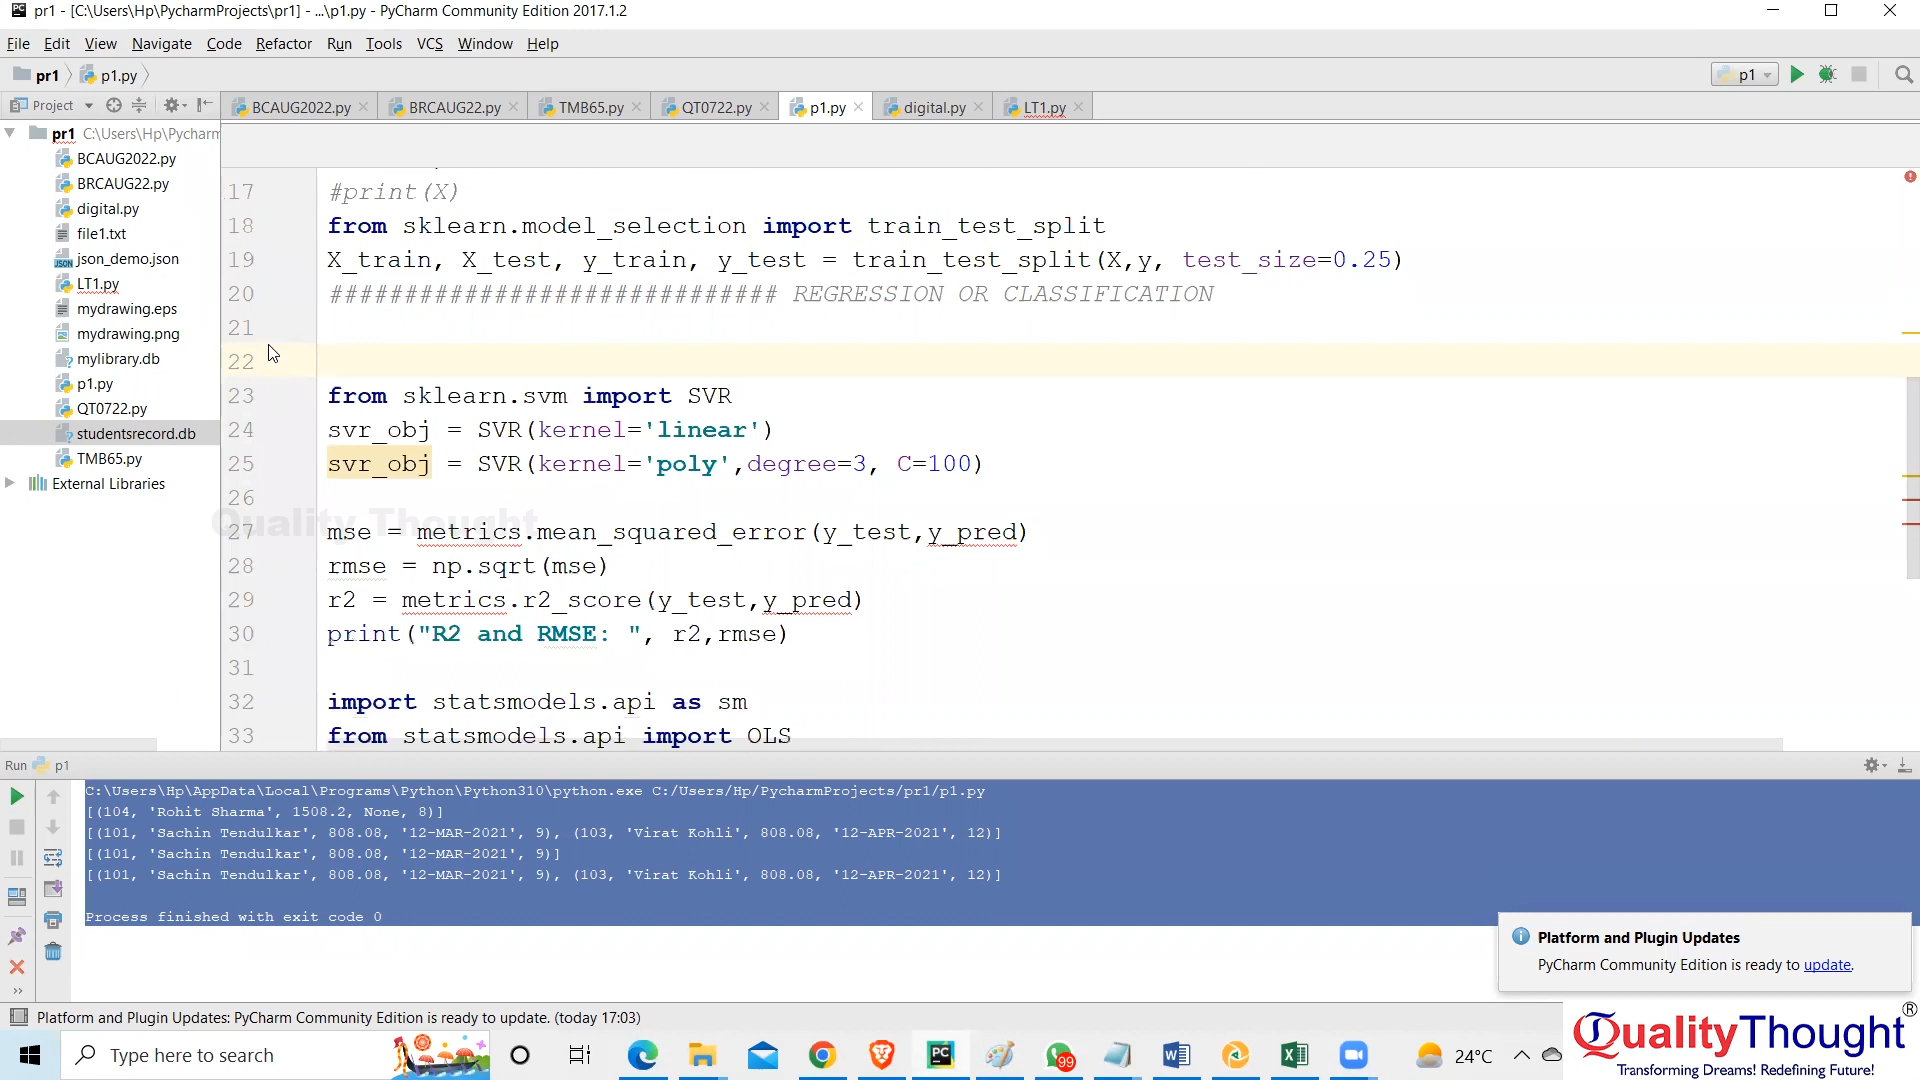 pr1 - [C:\Users\Hp\PycharmProjects\pr1] - ...\p1.py - PyCharm Community Edition 2017.1.2
File Edit View Navigate Code Refactor Run Tools VCS Window Help
pr1 p1.py p1
Project BCAUG2022.py BRCAUG22.py TMB65.py QT0722.py p1.py digital.py LT1.py
pr1 C:\Users\Hp\Pycharm
BCAUG2022.py
BRCAUG22.py
digital.py
file1.txt
json_demo.json
LT1.py
mydrawing.eps
mydrawing.png
mylibrary.db
p1.py
QT0722.py
studentsrecord.db
TMB65.py
External Libraries
17 #print(X)
18 from sklearn.model_selection import train_test_split
19 X_train, X_test, y_train, y_test = train_test_split(X,y, test_size=0.25)
20 ############################## REGRESSION OR CLASSIFICATION
21
22
23 from sklearn.svm import SVR
24 svr_obj = SVR(kernel='linear')
25 svr_obj = SVR(kernel='poly',degree=3, C=100)
26
Quality Thought
27 mse = metrics.mean_squared_error(y_test,y_pred)
28 rmse = np.sqrt(mse)
29 r2 = metrics.r2_score(y_test,y_pred)
30 print("R2 and RMSE: ", r2,rmse)
31
32 import statsmodels.api as sm
33 from statsmodels.api import OLS
Run p1
C:\Users\Hp\AppData\Local\Programs\Python\Python310\python.exe C:/Users/Hp/PycharmProjects/pr1/p1.py
[(104, 'Rohit Sharma', 1508.2, None, 8)]
[(101, 'Sachin Tendulkar', 808.08, '12-MAR-2021', 9), (103, 'Virat Kohli', 808.08, '12-APR-2021', 12)]
[(101, 'Sachin Tendulkar', 808.08, '12-MAR-2021', 9)]
[(101, 'Sachin Tendulkar', 808.08, '12-MAR-2021', 9), (103, 'Virat Kohli', 808.08, '12-APR-2021', 12)]
Process finished with exit code 0
Platform and Plugin Updates
PyCharm Community Edition is ready to update.
Platform and Plugin Updates: PyCharm Community Edition is ready to update. (today 17:03)
Type here to search
99
24°C
QualityThought®
Transforming Dreams! Redefining Future!